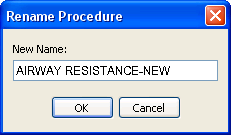 Rename Procedure
New Name:
AIRWAY RESISTANCE-NEW
OK Cancel